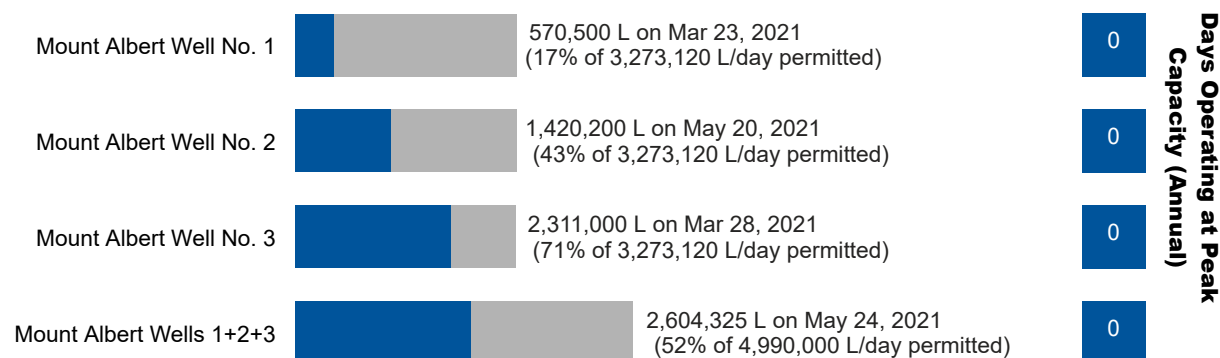 Mount Albert Well No. 1
570,500 L on Mar 23, 2021
(17% of 3,273,120 L/day permitted)
0
Mount Albert Well No. 2
1,420,200 L on May 20, 2021
(43% of 3,273,120 L/day permitted)
0
Mount Albert Well No. 3
2,311,000 L on Mar 28, 2021
(71% of 3,273,120 L/day permitted)
0
Mount Albert Wells 1+2+3
2,604,325 L on May 24, 2021
(52% of 4,990,000 L/day permitted)
0
Days Operating at Peak
Capacity (Annual)